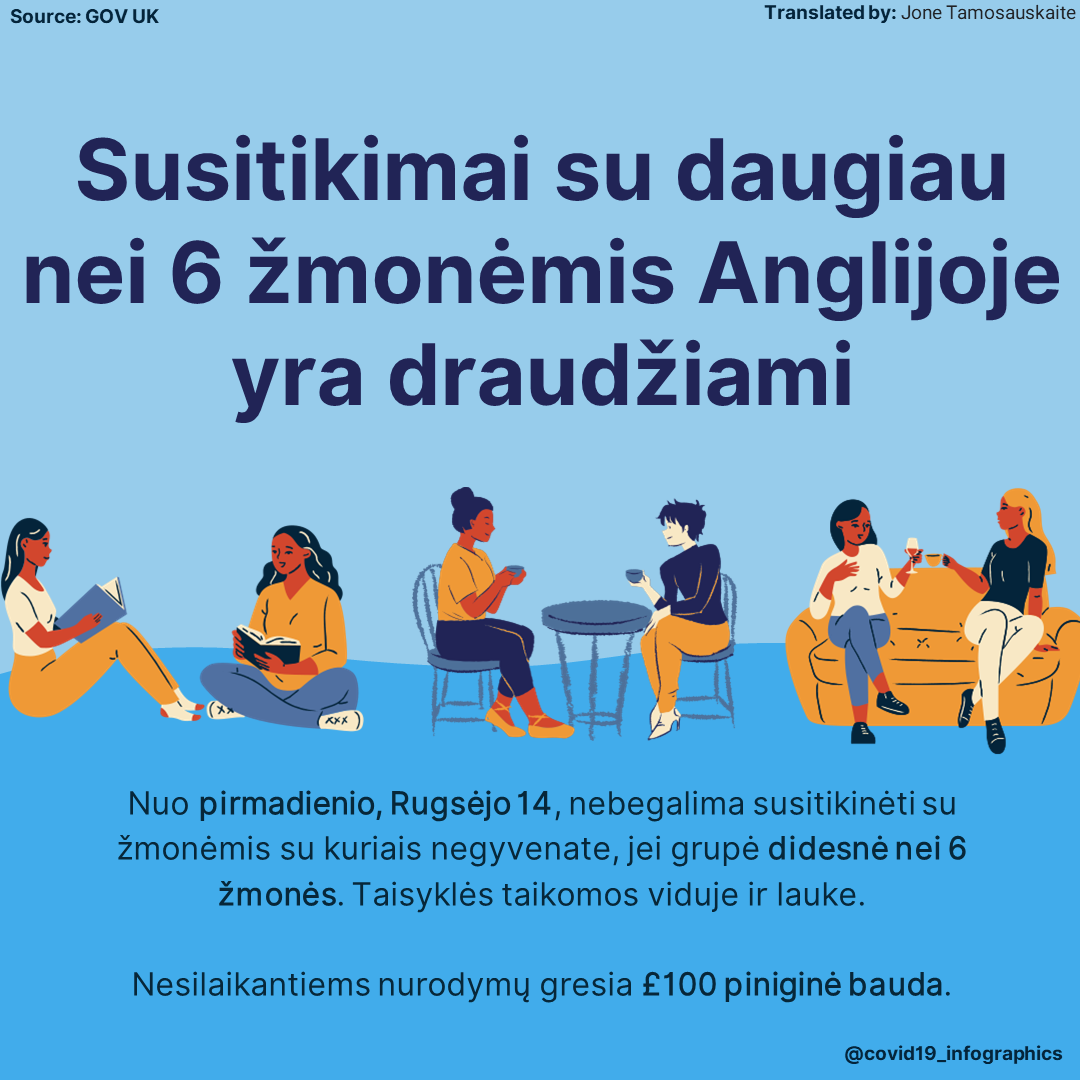 Source: GOV UK
Translated by: Jone Tamosauskaite
Susitikimai su daugiau
nei 6 žmonėmis Anglijoje
yra draudžiami
Nuo pirmadienio, Rugsėjo 14, nebegalima susitikinėti su
žmonėmis su kuriais negyvenate, jei grupė didesnė nei 6
žmonės. Taisyklės taikomos viduje ir lauke.
Nesilaikantiems nurodymų gresia £100 piniginė bauda.
@covid19_infographics